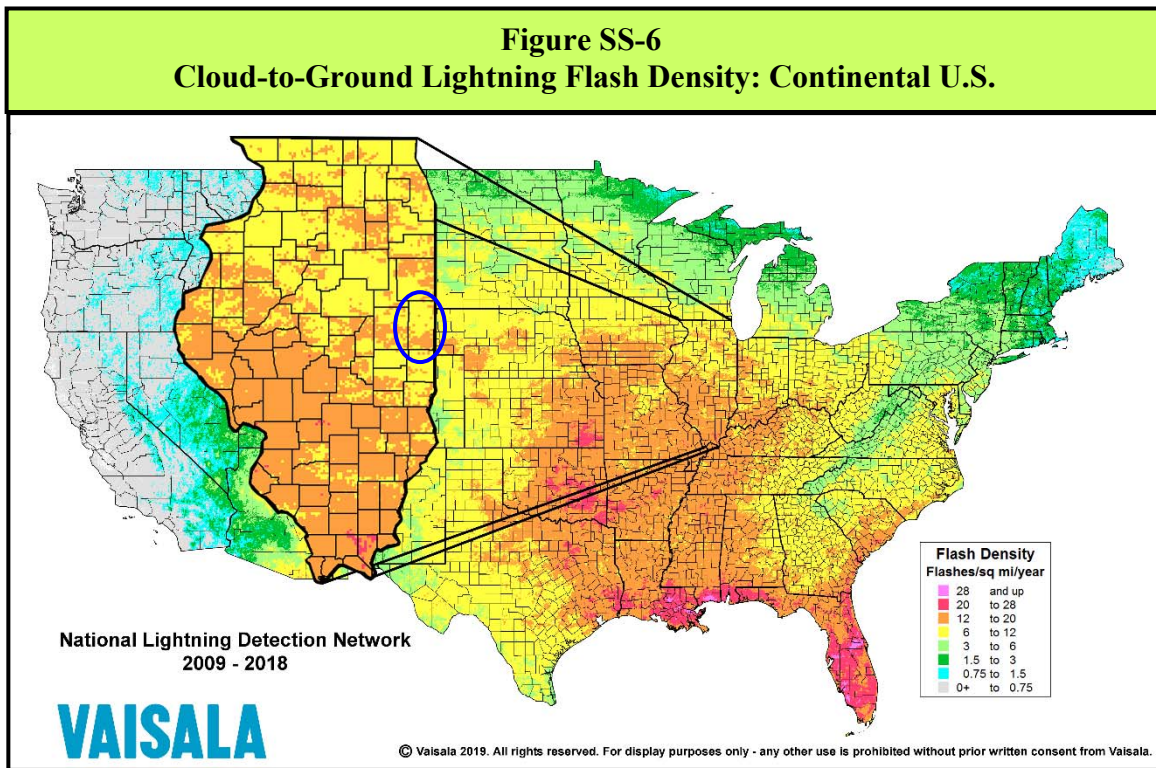 Figure SS-6
Cloud-to-Ground Lightning Flash Density: Continental U.S.
Flash Density
Flashes/sq mi/year
28 and up
20 to 28
12 to 20
6 to 12
3 to 6
1.5 to 3
0.75 to 1.5
0+ to 0.75
National Lightning Detection Network
2009 - 2018
VAISALA
© Vaisala 2019. All rights reserved. For display purposes only - any other use is prohibited without prior written consent from Vaisala.